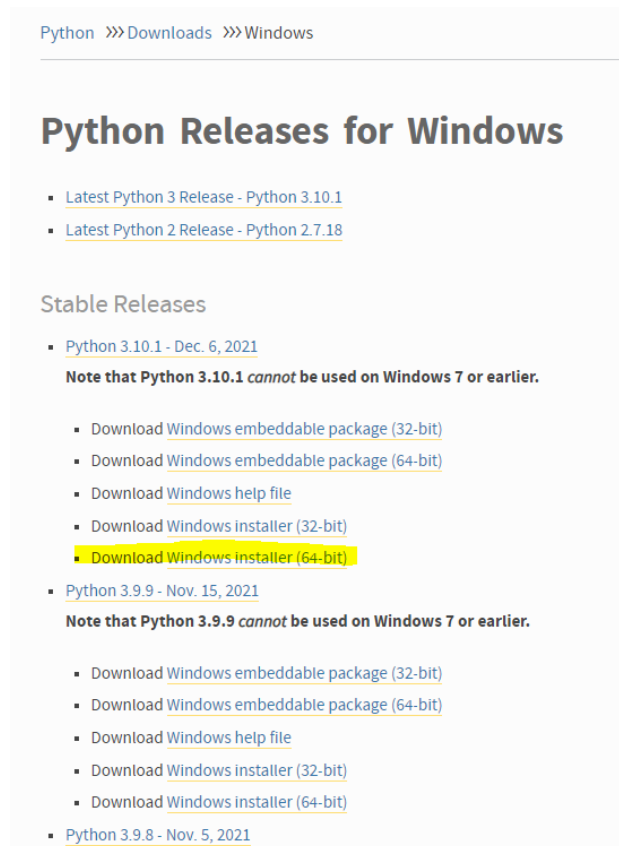 Python >>> Downloads >>> Windows
Python Releases for Windows
Latest Python 3 Release - Python 3.10.1
Latest Python 2 Release - Python 2.7.18
Stable Releases
Python 3.10.1 - Dec. 6, 2021
Note that Python 3.10.1 cannot be used on Windows 7 or earlier.
Download Windows embeddable package (32-bit)
Download Windows embeddable package (64-bit)
Download Windows help file
Download Windows installer (32-bit)
Download Windows installer (64-bit)
Python 3.9.9 - Nov. 15, 2021
Note that Python 3.9.9 cannot be used on Windows 7 or earlier.
Download Windows embeddable package (32-bit)
Download Windows embeddable package (64-bit)
Download Windows help file
Download Windows installer (32-bit)
Download Windows installer (64-bit)
Python 3.9.8 - Nov. 5, 2021